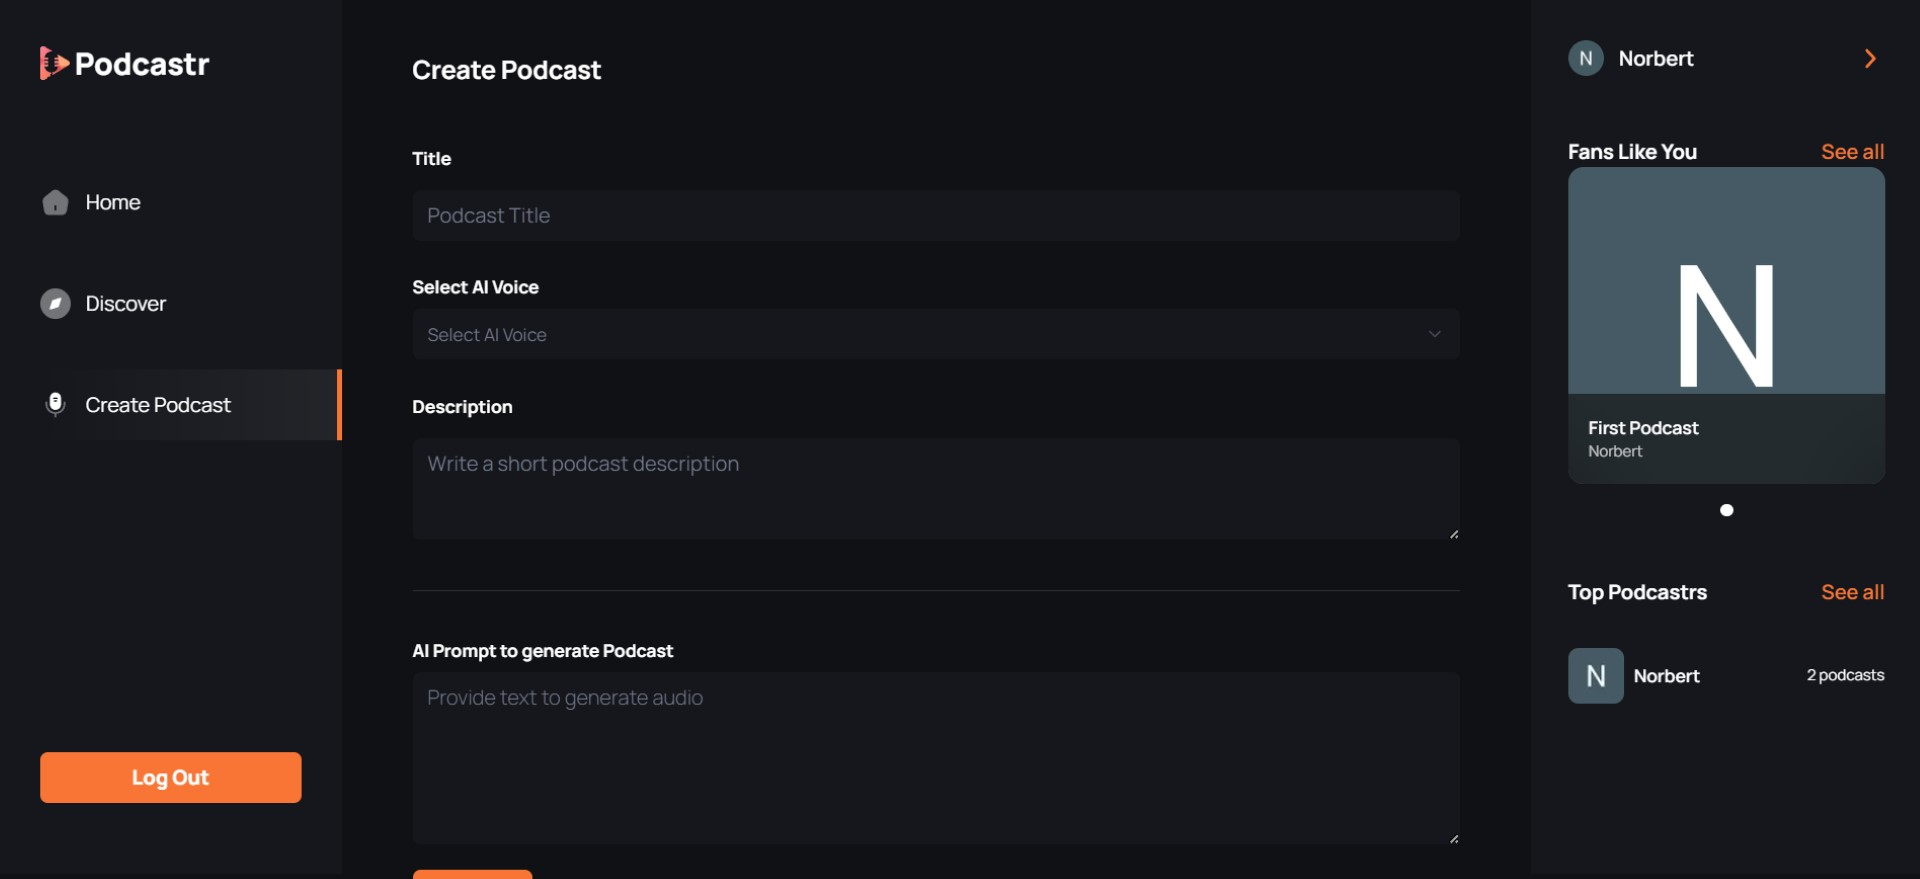 Podcastr
Home
Discover
Create Podcast
Log Out
Create Podcast
Title
Podcast Title
Select AI Voice
Select AI Voice
Description
Write a short podcast description
AI Prompt to generate Podcast
Provide text to generate audio
N Norbert
Fans Like You See all
N
First Podcast
Norbert
Top Podcastrs See all
N Norbert 2 podcasts